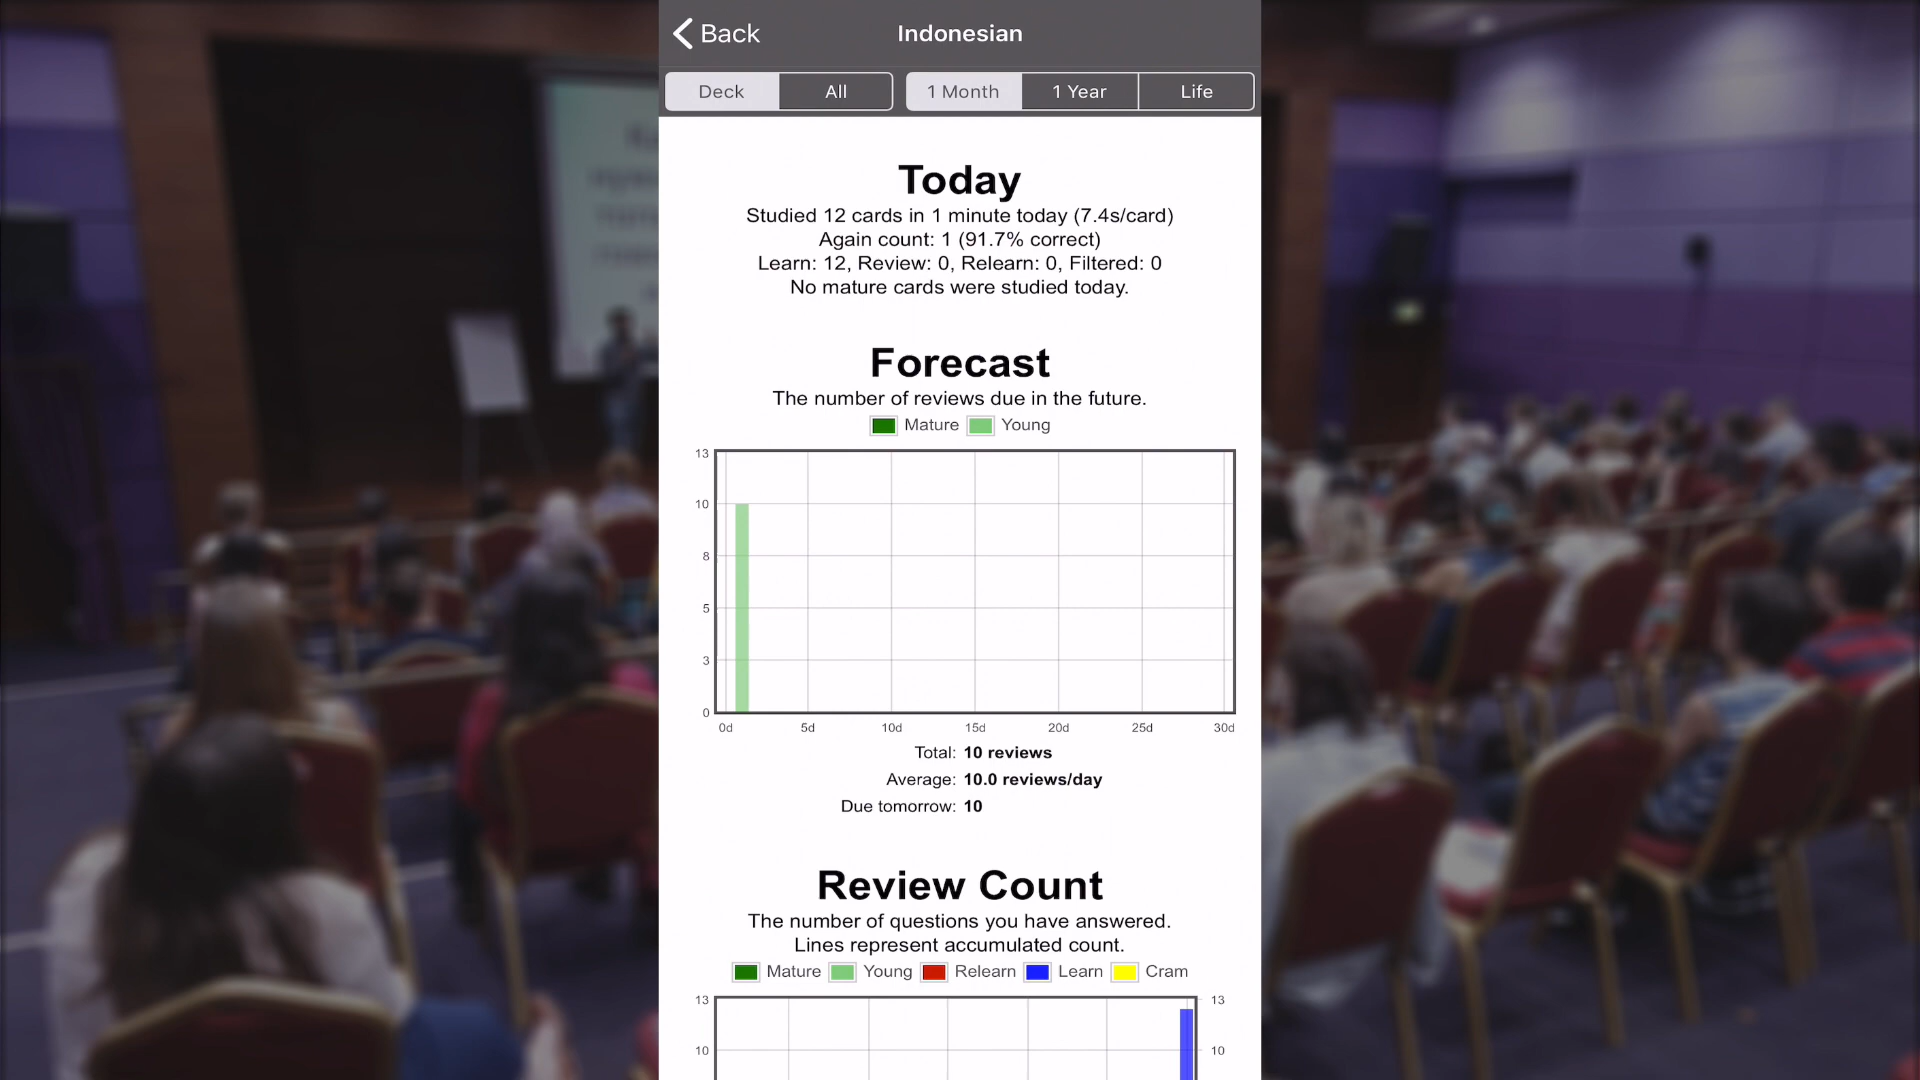 Back
Indonesian
Deck
All
1 Month
1 Year
Life
Today
Studied 12 cards in 1 minute today (7.4s/card)
Again count: 1 (91.7% correct)
Learn: 12, Review: 0, Relearn: 0, Filtered: 0
No mature cards were studied today.
Forecast
The number of reviews due in the future.
Mature Young
13
10
8
5
3
0
0d 5d 10d 15d 20d 25d 30d
Total: 10 reviews
Average: 10.0 reviews/day
Due tomorrow: 10
Review Count
The number of questions you have answered.
Lines represent accumulated count.
Mature Young Relearn Learn Cram
13 13
10 10